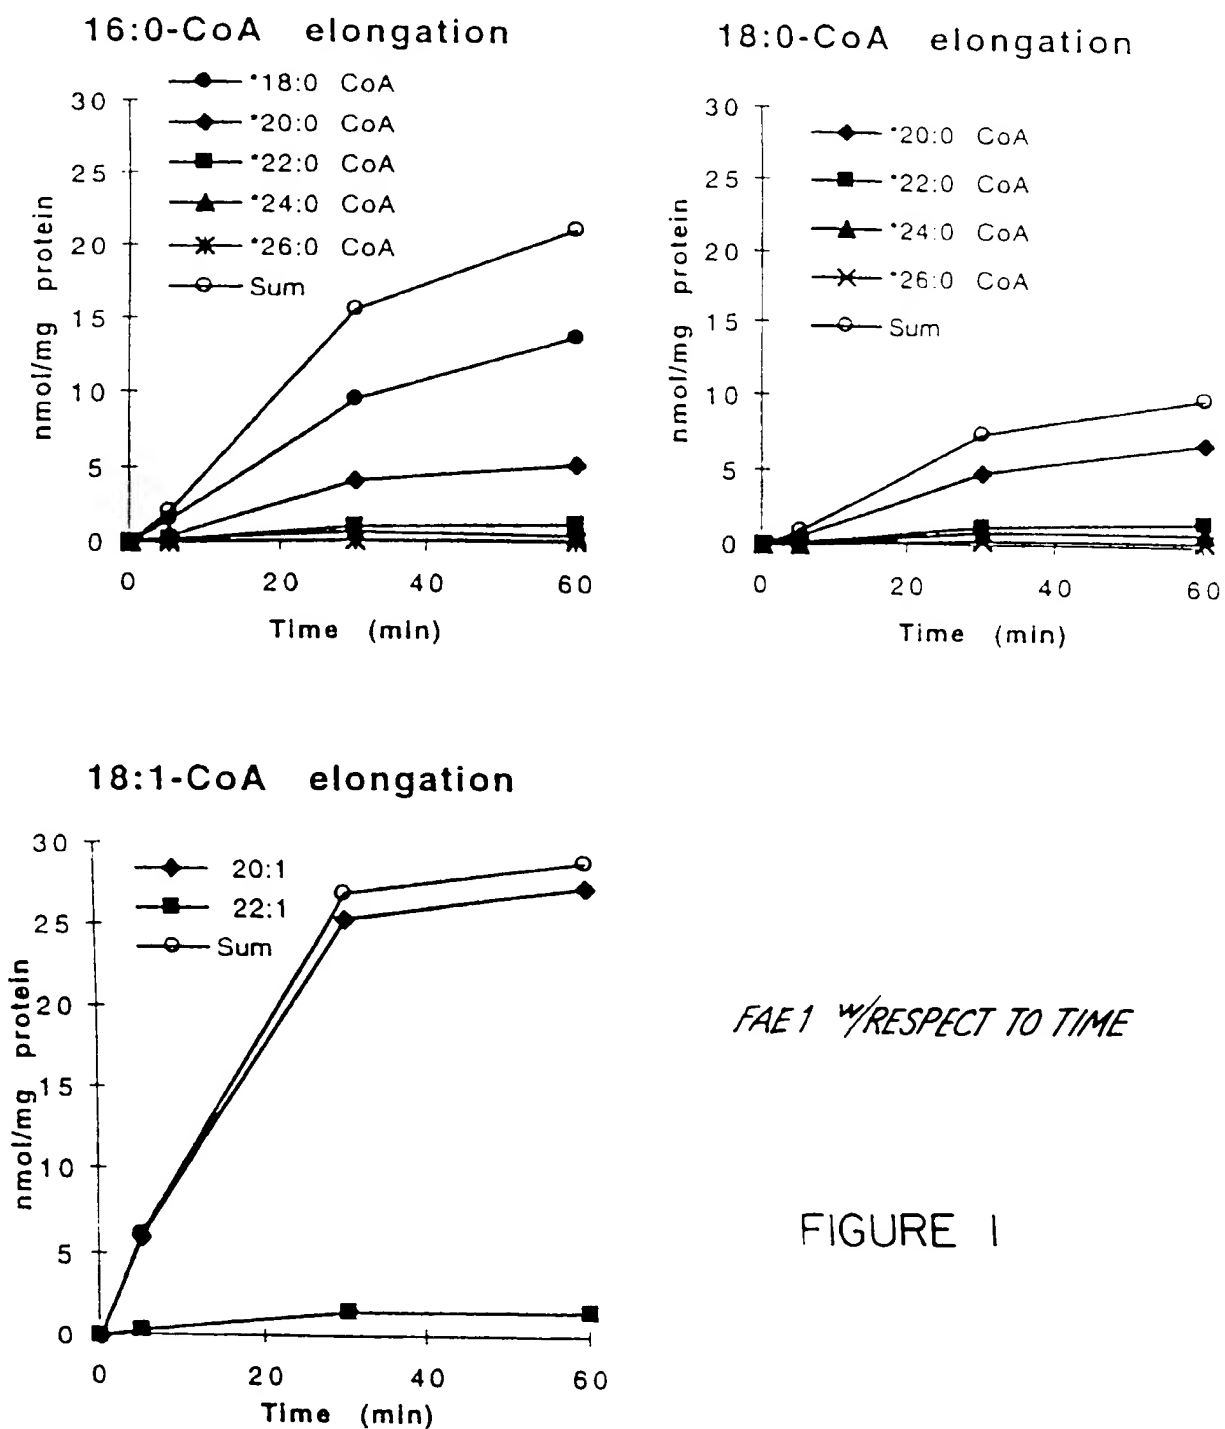 16:0-CoA elongation
*18:0 CoA
*20:0 CoA
*22:0 CoA
*24:0 CoA
*26:0 CoA
Sum
30
25
20
15
10
5
0
nmol/mg protein
0 20 40 60
Time (min)
18:0-CoA elongation
*20:0 CoA
*22:0 CoA
*24:0 CoA
*26:0 CoA
Sum
30
25
20
15
10
5
0
nmol/mg protein
0 20 40 60
Time (min)
18:1-CoA elongation
20:1
22:1
Sum
30
25
20
15
10
5
0
nmol/mg protein
0 20 40 60
Time (min)
FAE1 W/RESPECT TO TIME
FIGURE 1